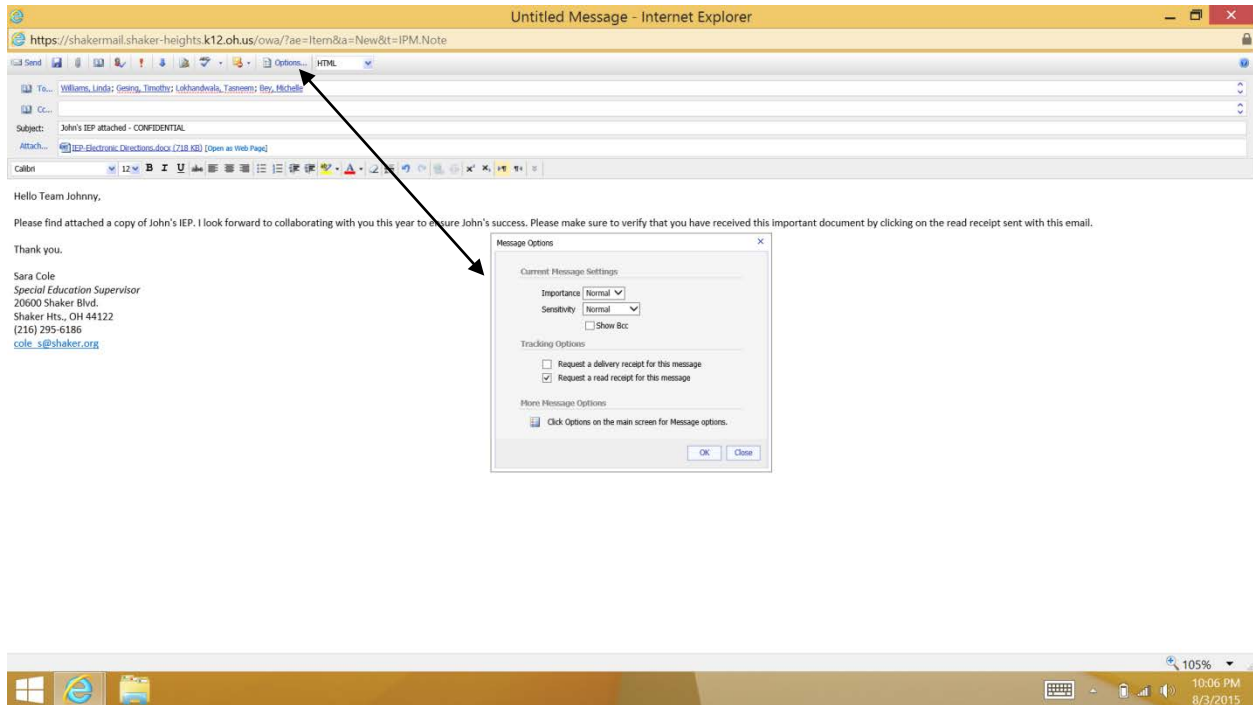 Untitled Message - Internet Explorer
https://shakermail.shaker-heights.k12.oh.us/owa/?ae=Item&a=New&t=IPM.Note
Send Options... HTML
To... Williams, Linda; Gesing, Timothy; Lokhandwala, Tasneem; Bey, Michelle
Cc...
Subject: John's IEP attached - CONFIDENTIAL
Attach... IEP-Electronic Directions.docx (718 KB) [Open as Web Page]
Calibri 12 B I U abc
Hello Team Johnny,
Please find attached a copy of John's IEP. I look forward to collaborating with you this year to ensure John's success. Please make sure to verify that you have received this important document by clicking on the read receipt sent with this email.
Thank you.
Sara Cole
Special Education Supervisor
20600 Shaker Blvd.
Shaker Hts., OH 44122
(216) 295-6186
cole_s@shaker.org
Message Options
Current Message Settings
Importance Normal
Sensitivity Normal
Show Bcc
Tracking Options
Request a delivery receipt for this message
Request a read receipt for this message
More Message Options
Click Options on the main screen for Message options.
OK Close
105%
10:06 PM
8/3/2015